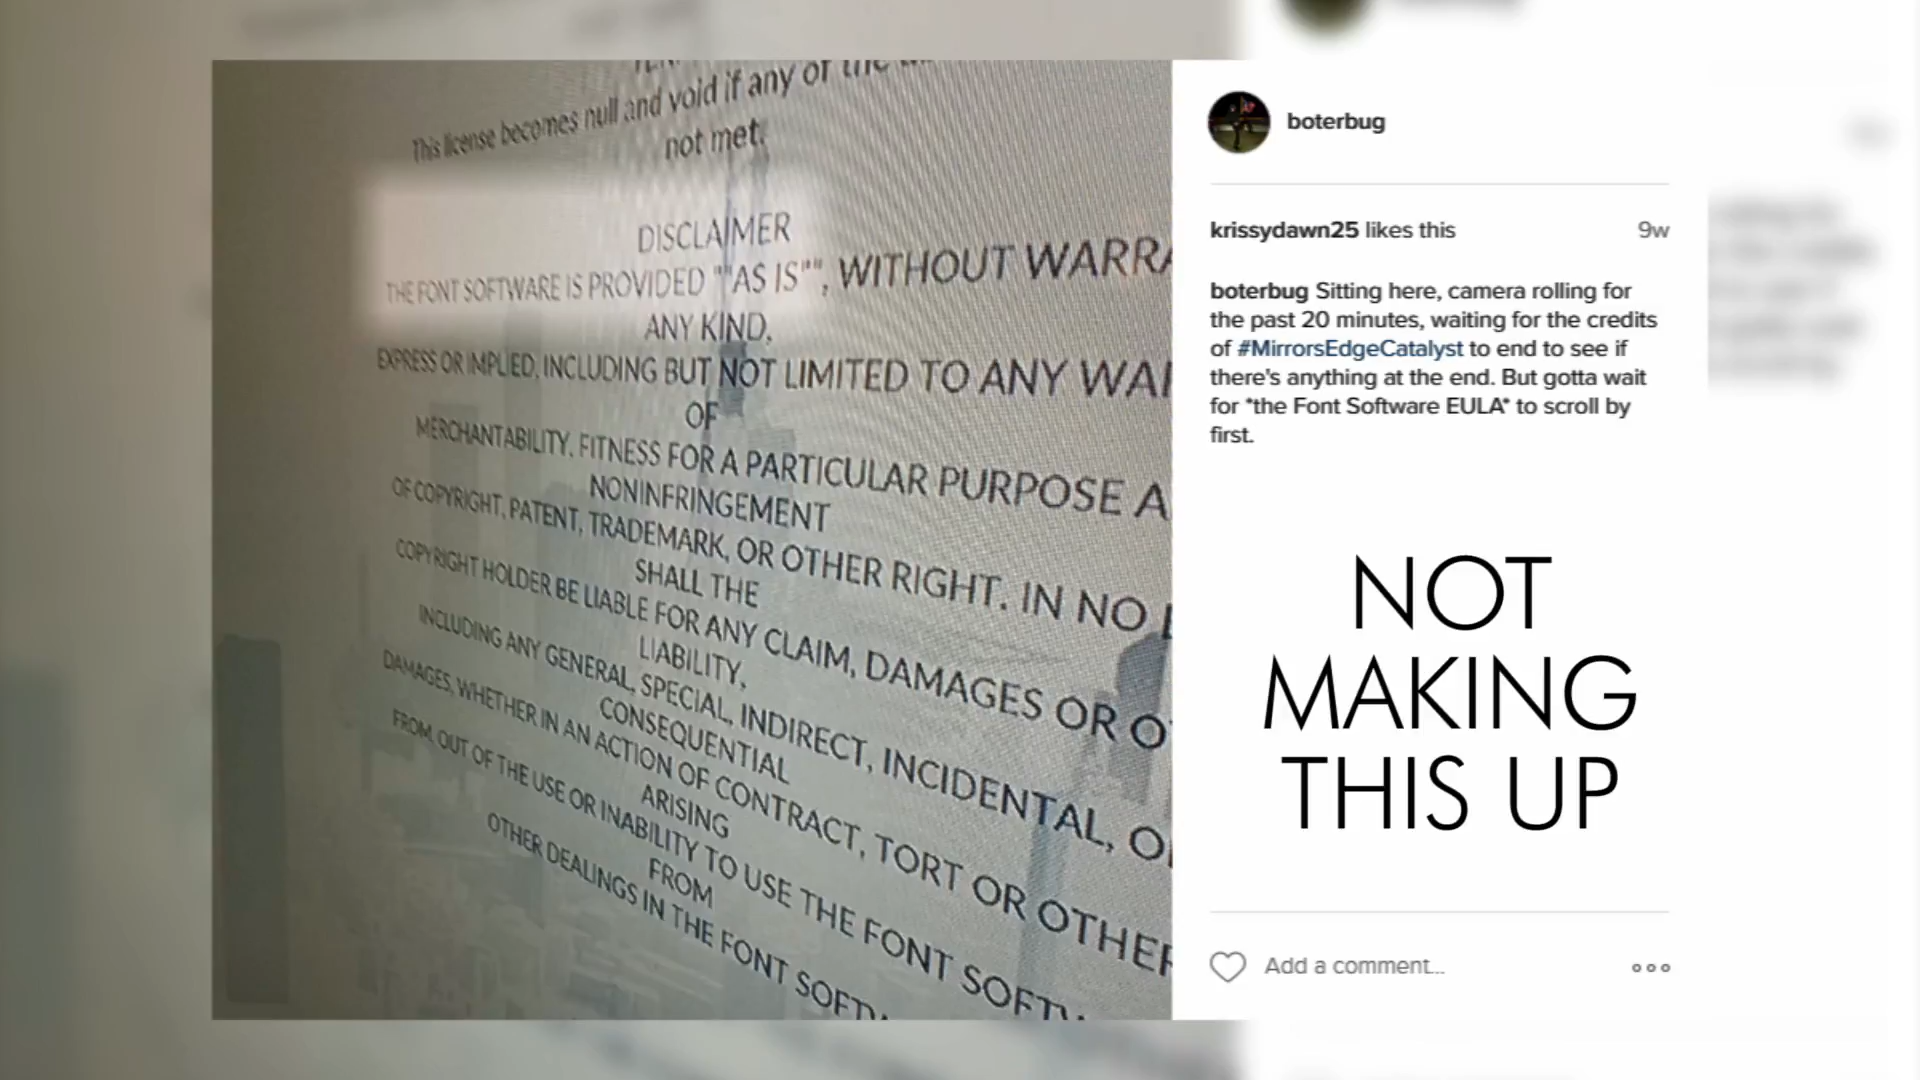 This license becomes null and void if any of the
not met.
DISCLAIMER
THE FONT SOFTWARE IS PROVIDED ""AS IS"", WITHOUT WARRA
ANY KIND,
EXPRESS OR IMPLIED, INCLUDING BUT NOT LIMITED TO ANY WAR
OF
MERCHANTABILITY, FITNESS FOR A PARTICULAR PURPOSE A
NONINFRINGEMENT
OF COPYRIGHT, PATENT, TRADEMARK, OR OTHER RIGHT. IN NO
SHALL THE
COPYRIGHT HOLDER BE LIABLE FOR ANY CLAIM, DAMAGES OR OT
LIABILITY,
INCLUDING ANY GENERAL, SPECIAL, INDIRECT, INCIDENTAL, O
CONSEQUENTIAL
DAMAGES, WHETHER IN AN ACTION OF CONTRACT, TORT OR OTHER
ARISING
FROM, OUT OF THE USE OR INABILITY TO USE THE FONT SOFTW
FROM
OTHER DEALINGS IN THE FONT SOFTW
boterbug
krissydawn25 likes this 9w
boterbug Sitting here, camera rolling for
the past 20 minutes, waiting for the credits
of #MirrorsEdgeCatalyst to end to see if
there's anything at the end. But gotta wait
for *the Font Software EULA* to scroll by
first.
NOT
MAKING
THIS UP
Add a comment...